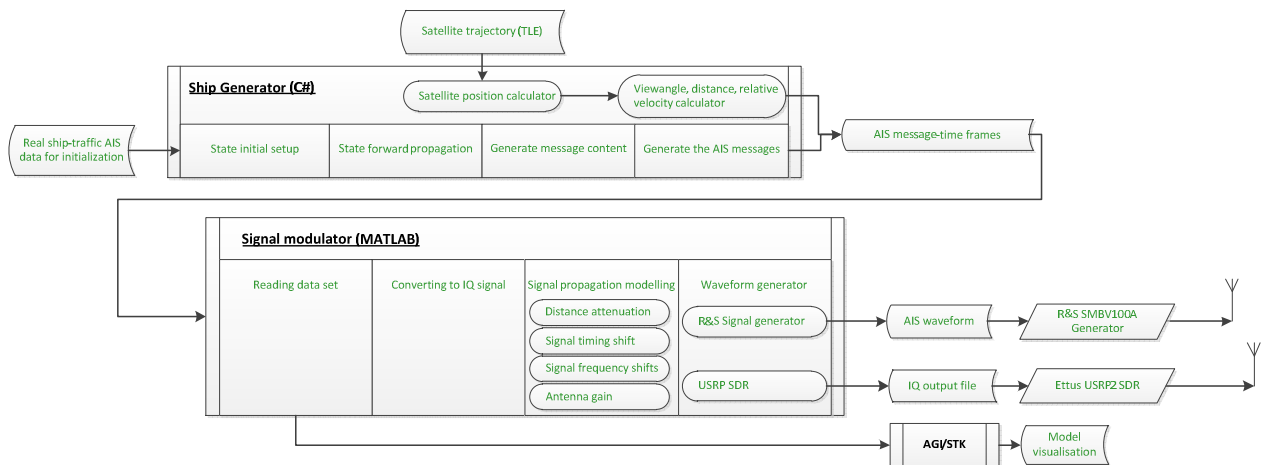 Satellite trajectory (TLE)
Ship Generator (C#)
Satellite position calculator
Viewangle, distance, relative
velocity calculator
Real ship-traffic AIS
data for initialization
State initial setup
State forward propagation
Generate message content
Generate the AIS messages
AIS message-time frames
Signal modulator (MATLAB)
Reading data set
Converting to IQ signal
Signal propagation modelling
Distance attenuation
Signal timing shift
Signal frequency shifts
Antenna gain
Waveform generator
R&S Signal generator
USRP SDR
AIS waveform
R&S SMBV100A
Generator
IQ output file
Ettus USRP2 SDR
AGI/STK
Model
visualisation